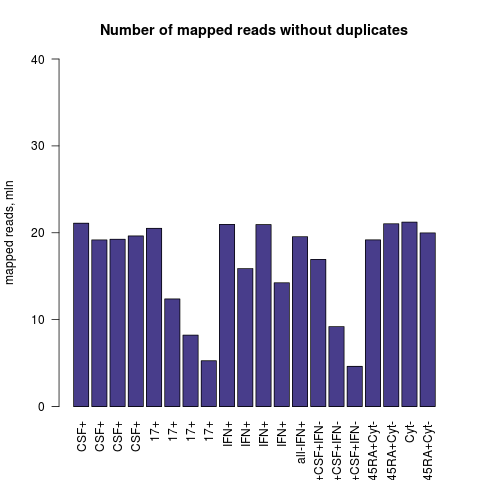 Number of mapped reads without duplicates
mapped reads, mln
40
30
20
10
0
CSF+
CSF+
CSF+
CSF+
17+
17+
17+
17+
IFN+
IFN+
IFN+
IFN+
all-IFN+
+CSF+IFN-
+CSF+IFN-
+CSF+IFN-
45RA+Cyt-
45RA+Cyt-
Cyt-
45RA+Cyt-